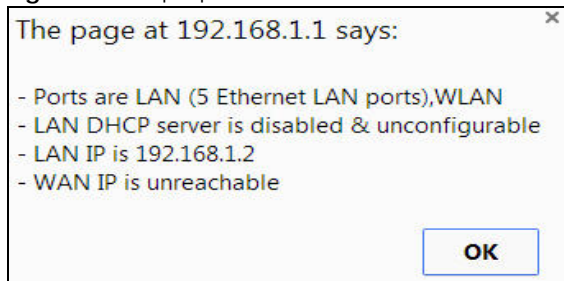 The page at 192.168.1.1 says:
- Ports are LAN (5 Ethernet LAN ports),WLAN
- LAN DHCP server is disabled & unconfigurable
- LAN IP is 192.168.1.2
- WAN IP is unreachable
OK